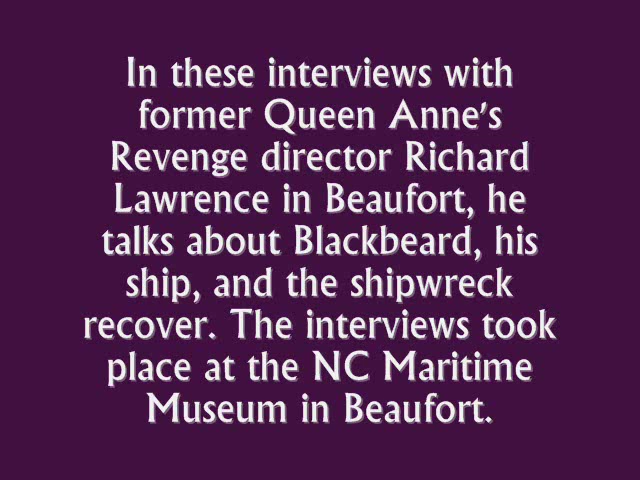 In these interviews with
former Queen Anne's
Revenge director Richard
Lawrence in Beaufort, he
talks about Blackbeard, his
ship, and the shipwreck
recover. The interviews took
place at the NC Maritime
Museum in Beaufort.